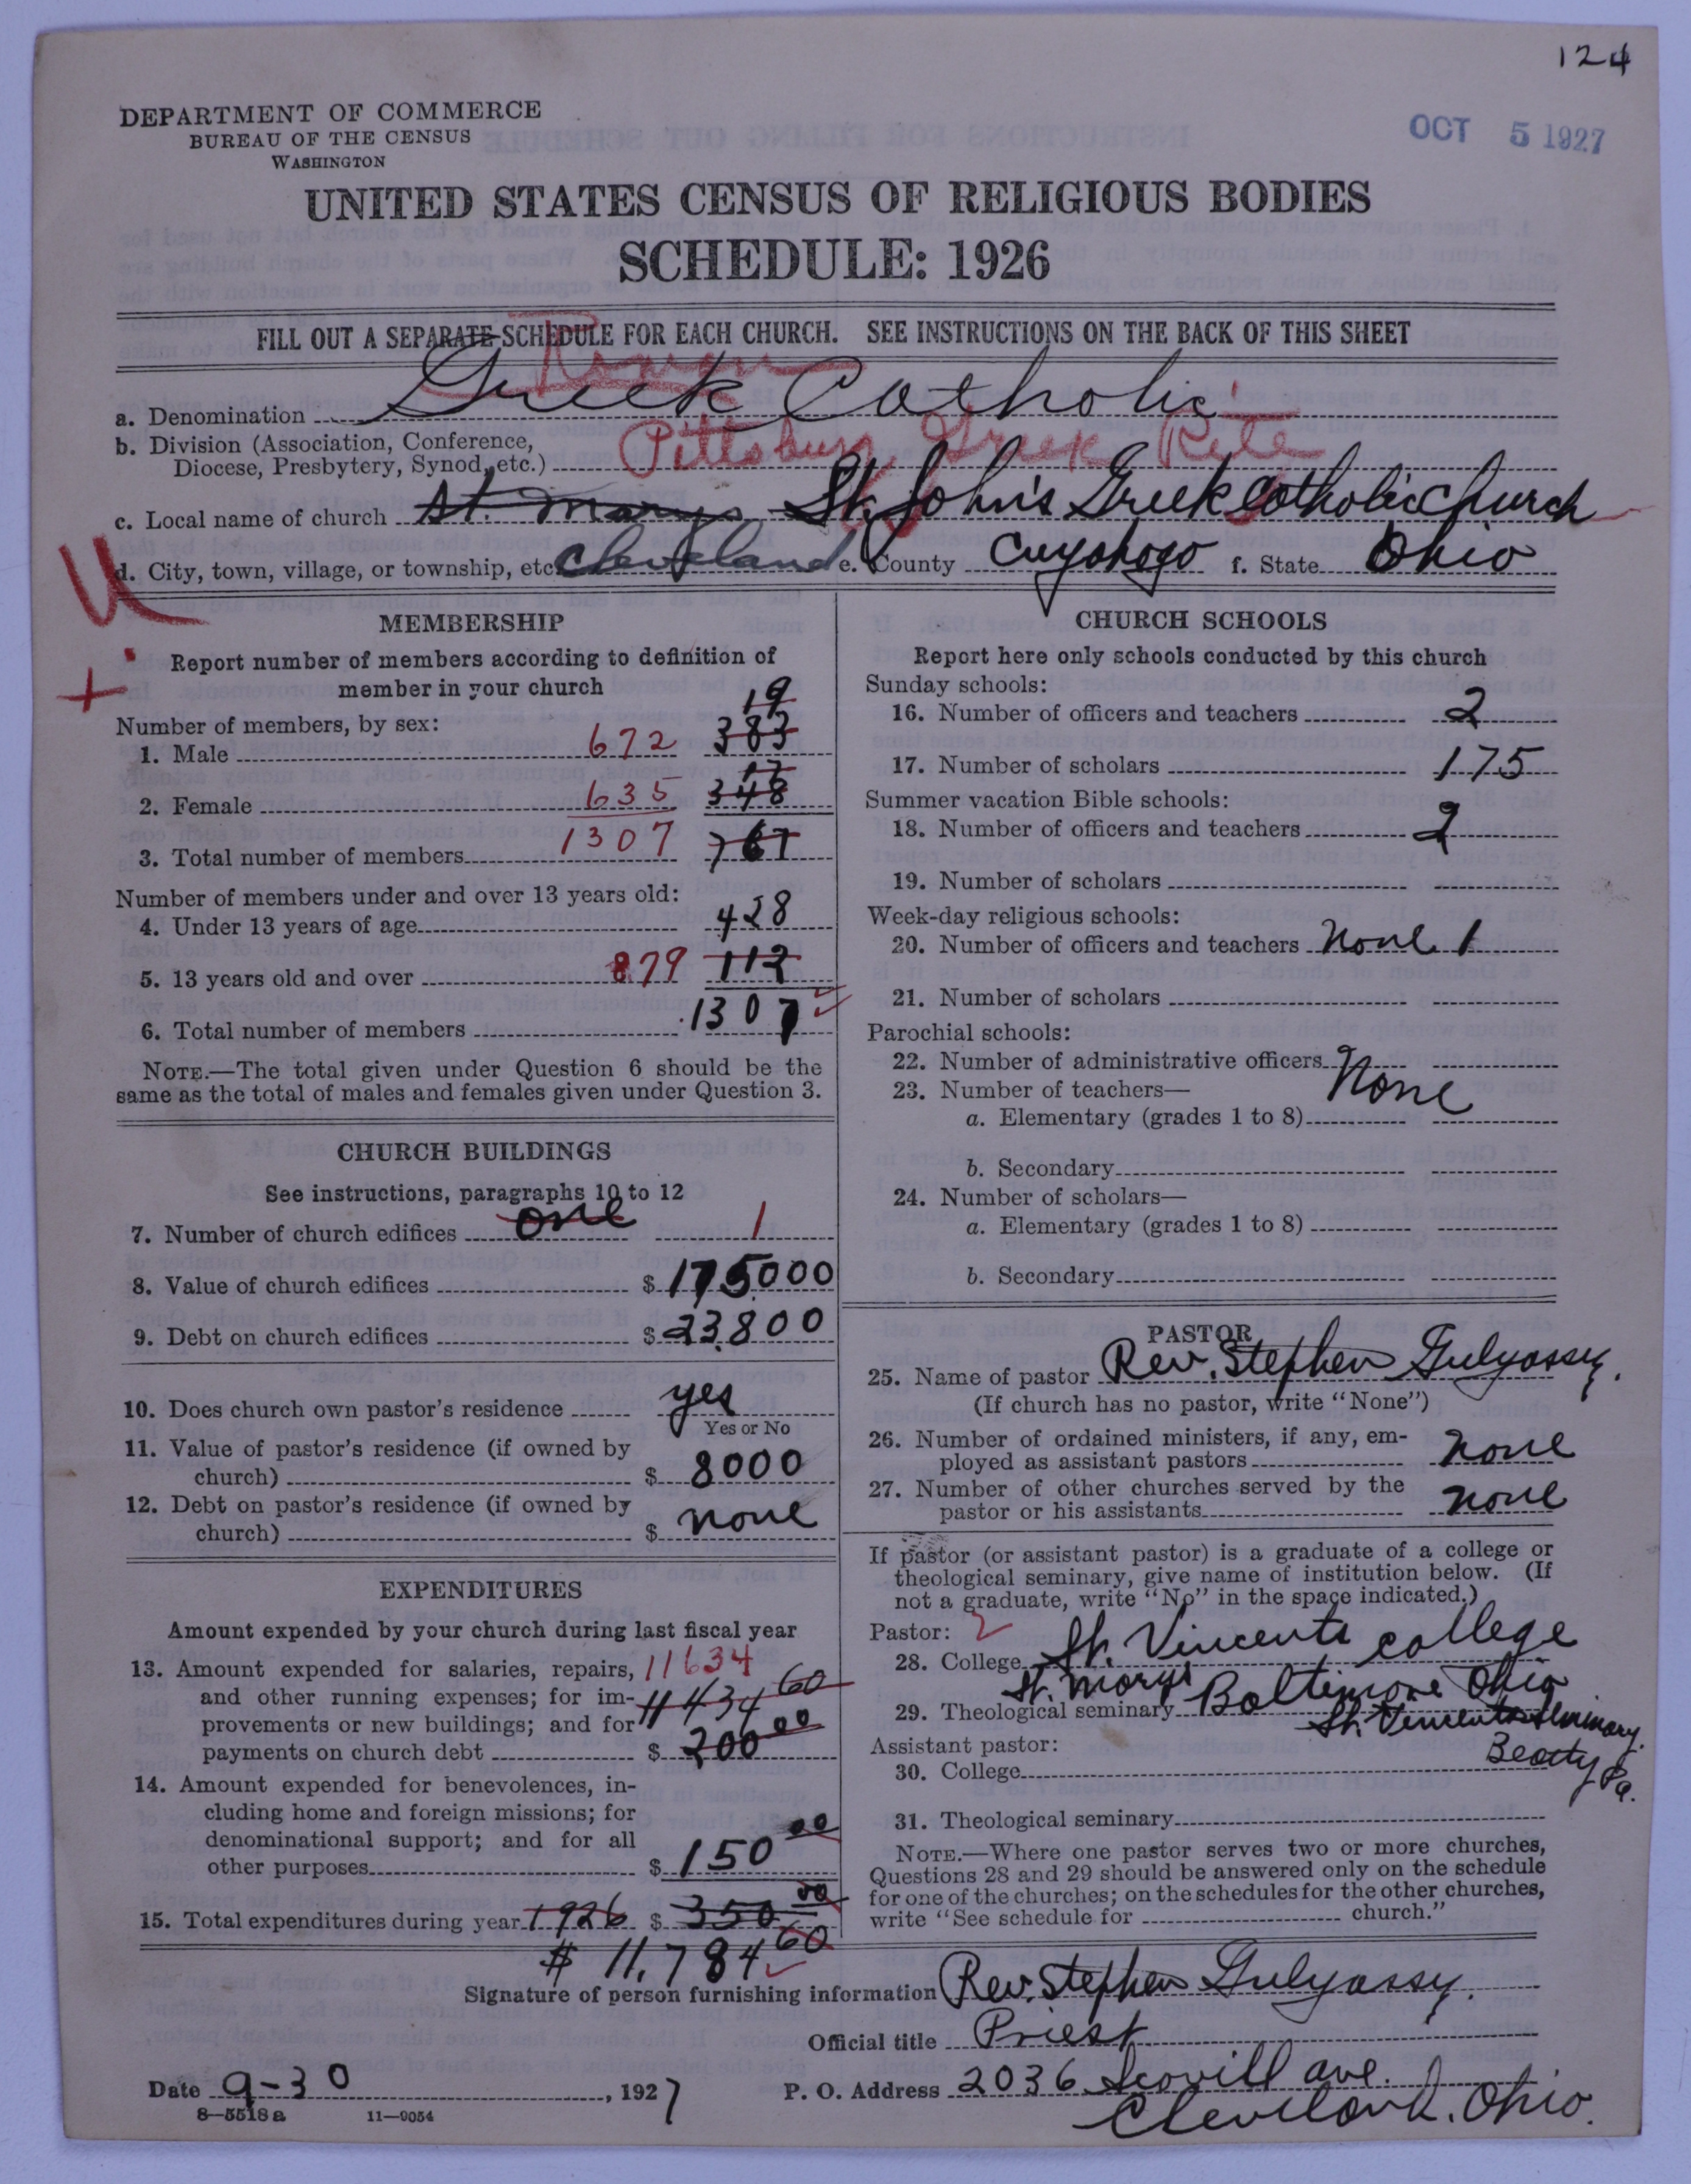 124
DEPARTMENT OF COMMERCE
BUREAU OF THE CENSUS
WASHINGTON
OCT 5 1927
UNITED STATES CENSUS OF RELIGIOUS BODIES
SCHEDULE: 1926
FILL OUT A SEPARATE SCHEDULE FOR EACH CHURCH. SEE INSTRUCTIONS ON THE BACK OF THIS SHEET
Roman
a. Denomination Greek Catholic
b. Division (Association, Conference, Diocese, Presbytery, Synod, etc.) Pittsburg Greek Rite
c. Local name of church St. Marys St. John's Greek Catholic Church
d. City, town, village, or township, etc. Cleveland e. County Cuyohogo f. State Ohio
MEMBERSHIP
Report number of members according to definition of
member in your church
Number of members, by sex:
19
1. Male 672 383
17
2. Female 635 348
3. Total number of members 1307 767
Number of members under and over 13 years old:
4. Under 13 years of age 428
5. 13 years old and over 879 112
6. Total number of members 1307
NOTE.—The total given under Question 6 should be the
same as the total of males and females given under Question 3.
CHURCH BUILDINGS
See instructions, paragraphs 10 to 12
7. Number of church edifices one 1
8. Value of church edifices $ 175000
9. Debt on church edifices $ 23,800
10. Does church own pastor's residence yes
Yes or No
11. Value of pastor's residence (if owned by
church) $ 8000
12. Debt on pastor's residence (if owned by
church) $ none
EXPENDITURES
Amount expended by your church during last fiscal year
13. Amount expended for salaries, repairs, 11634
and other running expenses; for im- 11434 60
provements or new buildings; and for
payments on church debt $ 200 00
14. Amount expended for benevolences, in-
cluding home and foreign missions; for
denominational support; and for all
other purposes $ 150 00
15. Total expenditures during year 1926 $ 350 00
$ 11,784 60
CHURCH SCHOOLS
Report here only schools conducted by this church
Sunday schools:
16. Number of officers and teachers 2
17. Number of scholars 175
Summer vacation Bible schools:
18. Number of officers and teachers 2
19. Number of scholars
Week-day religious schools:
20. Number of officers and teachers none 1
21. Number of scholars
Parochial schools:
22. Number of administrative officers None
23. Number of teachers—
a. Elementary (grades 1 to 8)
b. Secondary
24. Number of scholars—
a. Elementary (grades 1 to 8)
b. Secondary
PASTOR
25. Name of pastor Rev. Stephen Gulyassy.
(If church has no pastor, write "None")
26. Number of ordained ministers, if any, em-
ployed as assistant pastors none
27. Number of other churches served by the
pastor or his assistants none
If pastor (or assistant pastor) is a graduate of a college or
theological seminary, give name of institution below. (If
not a graduate, write "No" in the space indicated.)
Pastor: 2
28. College St. Vincents College
29. Theological seminary St. Marys Baltimore Ohio
St. Vincents Seminary.
Beatty Pa.
Assistant pastor:
30. College
31. Theological seminary
NOTE.—Where one pastor serves two or more churches,
Questions 28 and 29 should be answered only on the schedule
for one of the churches; on the schedules for the other churches,
write "See schedule for church."
Signature of person furnishing information Rev. Stephen Gulyassy.
Official title Priest
Date 9-30, 1927 P. O. Address 2036 Scovill ave.
Cleveland, Ohio.
8—5518 a 11—9054